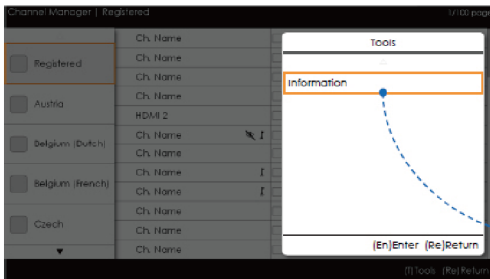 Channel Manager | Registered
1/100 page
Registered
Austria
Belgium (Dutch)
Belgium (French)
Czech
Ch. Name
Ch. Name
Ch. Name
Ch. Name
HDMI 2
Ch. Name
Ch. Name
Ch. Name
Ch. Name
Ch. Name
Ch. Name
Ch. Name
Tools
Information
(En)Enter (Re)Return
(T)Tools (Re)Return